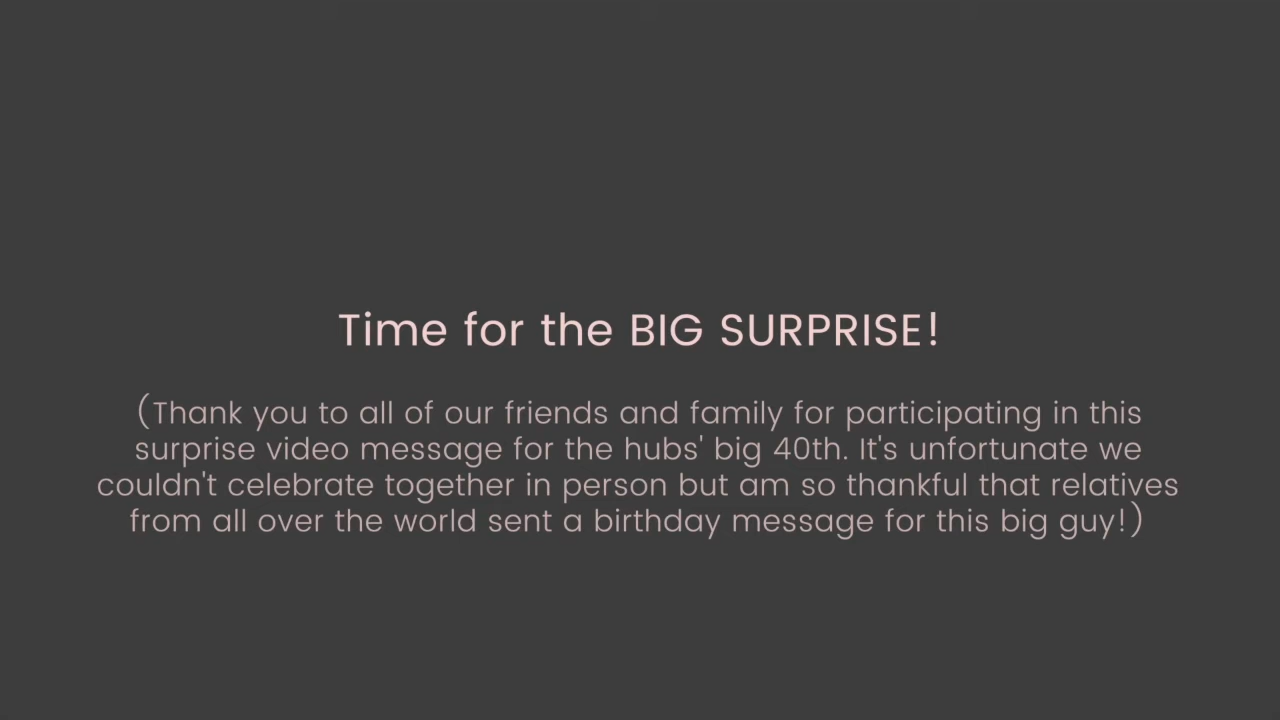 Time for the BIG SURPRISE!
(Thank you to all of our friends and family for participating in this
surprise video message for the hubs' big 40th. It's unfortunate we
couldn't celebrate together in person but am so thankful that relatives
from all over the world sent a birthday message for this big guy!)